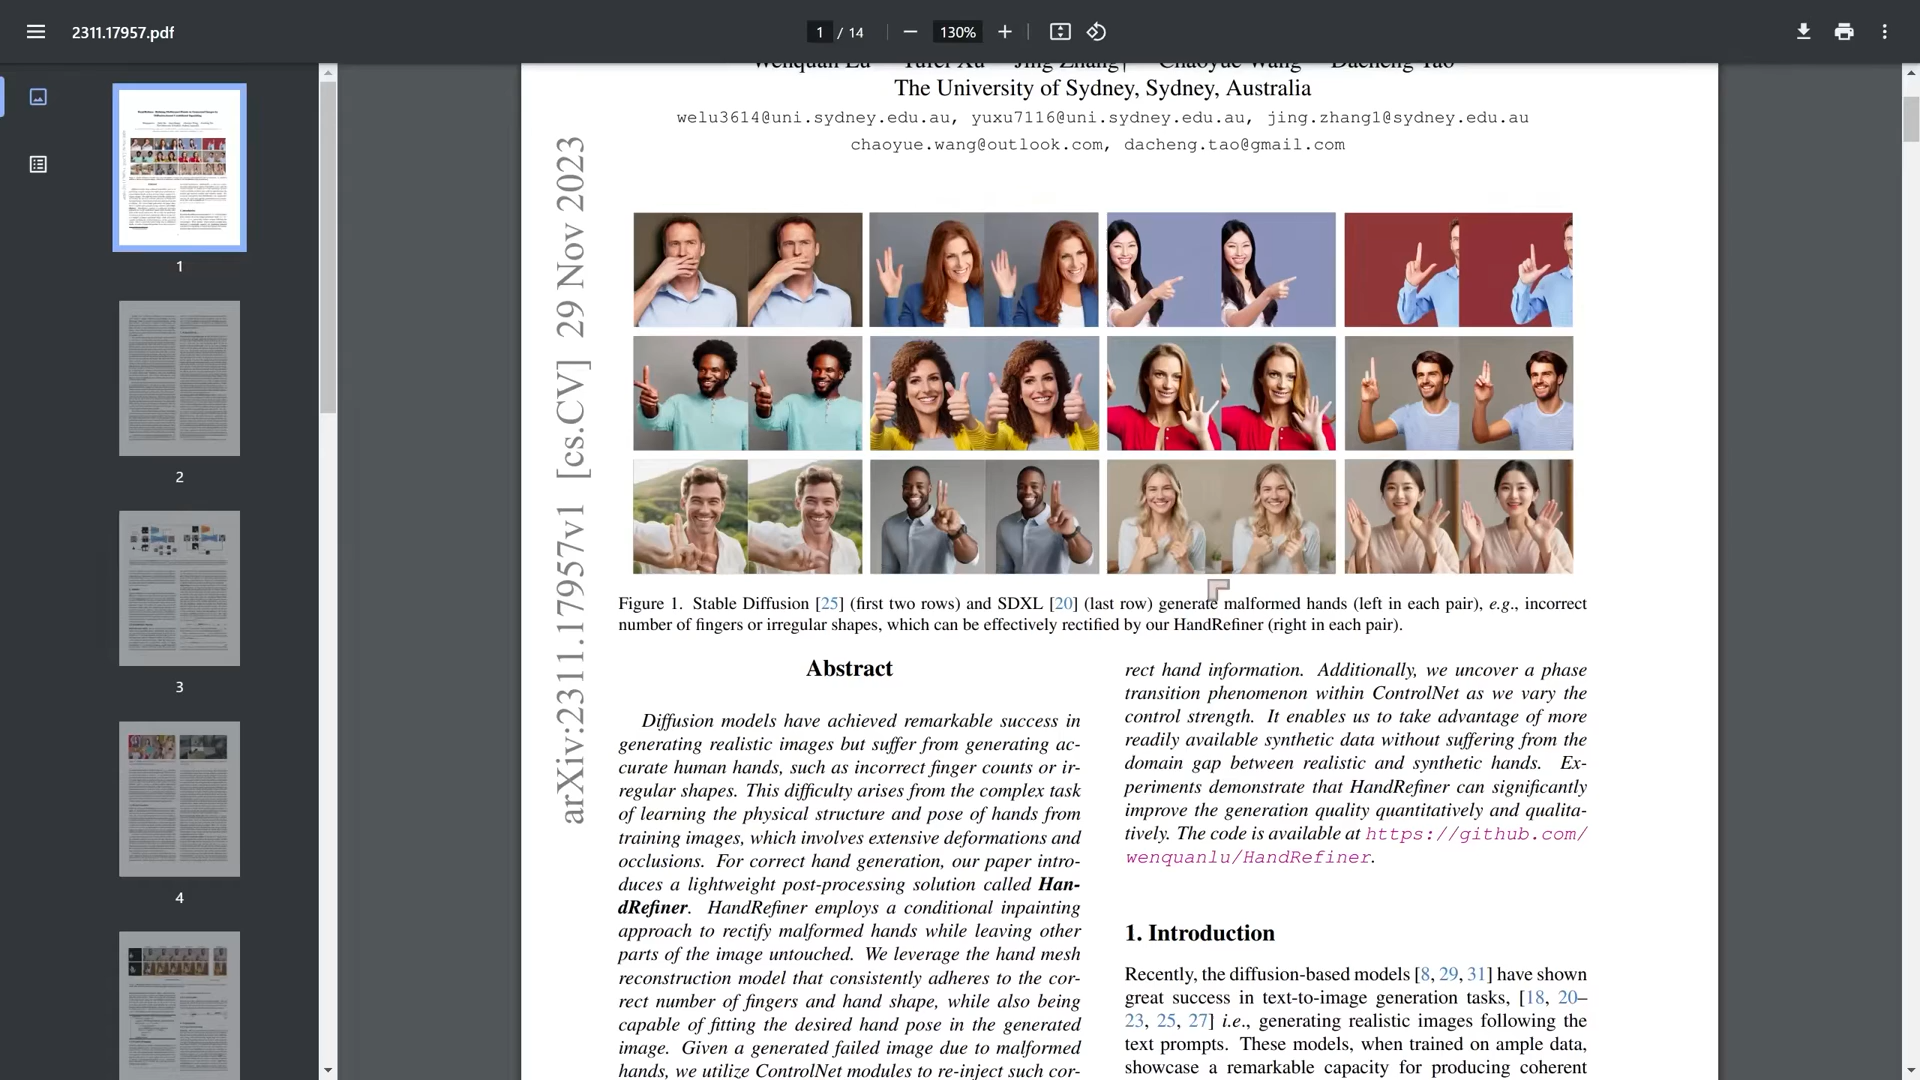 2311.17957.pdf
1 / 14
130%
1
2
3
4
Wenquan Lu Yufei Xu Jing Zhang Chaoyue Wang Dacheng Tao
The University of Sydney, Sydney, Australia
welu3614@uni.sydney.edu.au, yuxu7116@uni.sydney.edu.au, jing.zhang1@sydney.edu.au
chaoyue.wang@outlook.com, dacheng.tao@gmail.com
arXiv:2311.17957v1 [cs.CV] 29 Nov 2023
Figure 1. Stable Diffusion [25] (first two rows) and SDXL [20] (last row) generate malformed hands (left in each pair), e.g., incorrect
number of fingers or irregular shapes, which can be effectively rectified by our HandRefiner (right in each pair).
Abstract
Diffusion models have achieved remarkable success in
generating realistic images but suffer from generating ac-
curate human hands, such as incorrect finger counts or ir-
regular shapes. This difficulty arises from the complex task
of learning the physical structure and pose of hands from
training images, which involves extensive deformations and
occlusions. For correct hand generation, our paper intro-
duces a lightweight post-processing solution called Han-
dRefiner. HandRefiner employs a conditional inpainting
approach to rectify malformed hands while leaving other
parts of the image untouched. We leverage the hand mesh
reconstruction model that consistently adheres to the cor-
rect number of fingers and hand shape, while also being
capable of fitting the desired hand pose in the generated
image. Given a generated failed image due to malformed
hands, we utilize ControlNet modules to re-inject such cor-
rect hand information. Additionally, we uncover a phase
transition phenomenon within ControlNet as we vary the
control strength. It enables us to take advantage of more
readily available synthetic data without suffering from the
domain gap between realistic and synthetic hands. Ex-
periments demonstrate that HandRefiner can significantly
improve the generation quality quantitatively and qualita-
tively. The code is available at https://github.com/
wenquanlu/HandRefiner.
1. Introduction
Recently, the diffusion-based models [8, 29, 31] have shown
great success in text-to-image generation tasks, [18, 20–
23, 25, 27] i.e., generating realistic images following the
text prompts. These models, when trained on ample data,
showcase a remarkable capacity for producing coherent